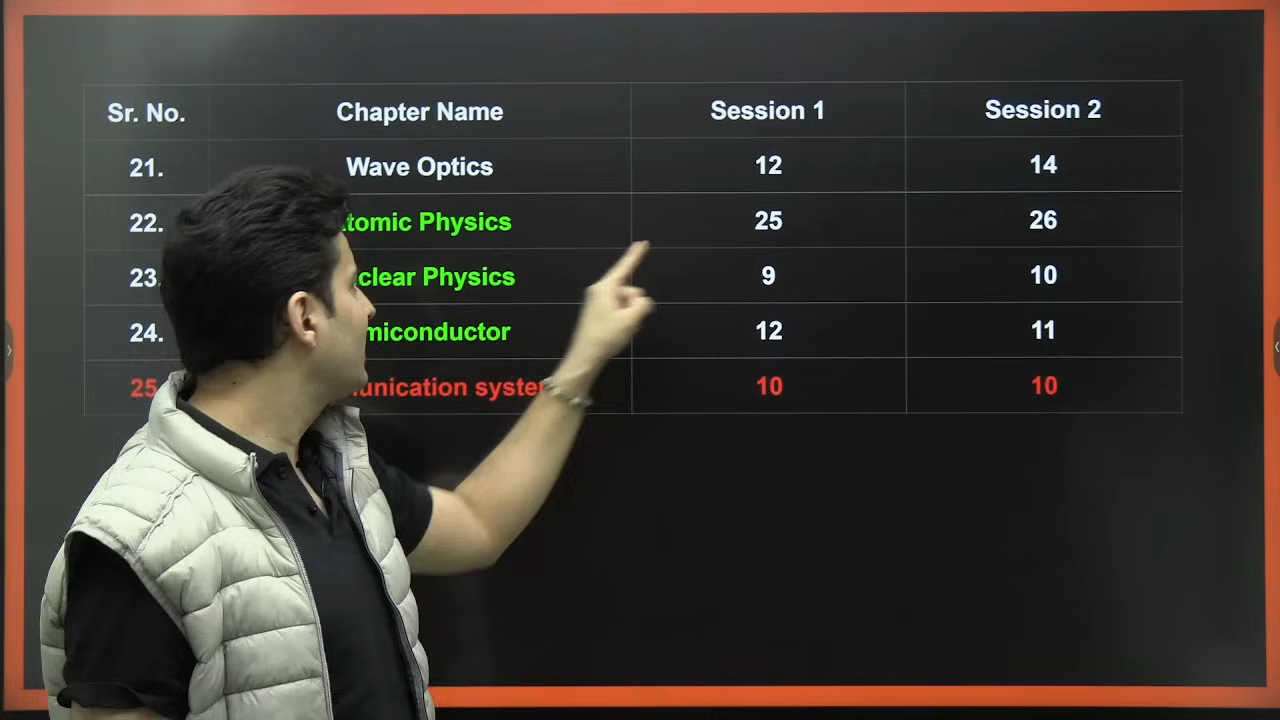 Sr. No. Chapter Name Session 1 Session 2
21. Wave Optics 12 14
22. tomic Physics 25 26
23. clear Physics 9 10
24. miconductor 12 11
25 unication syste 10 10